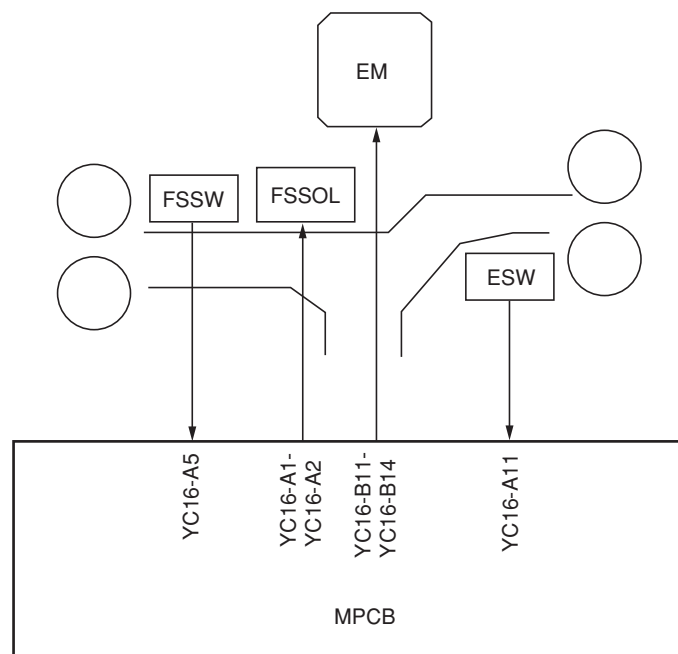 EM
FSSW
FSSOL
ESW
YC16-A5
YC16-A1-
YC16-A2
YC16-B11-
YC16-B14
YC16-A11
MPCB